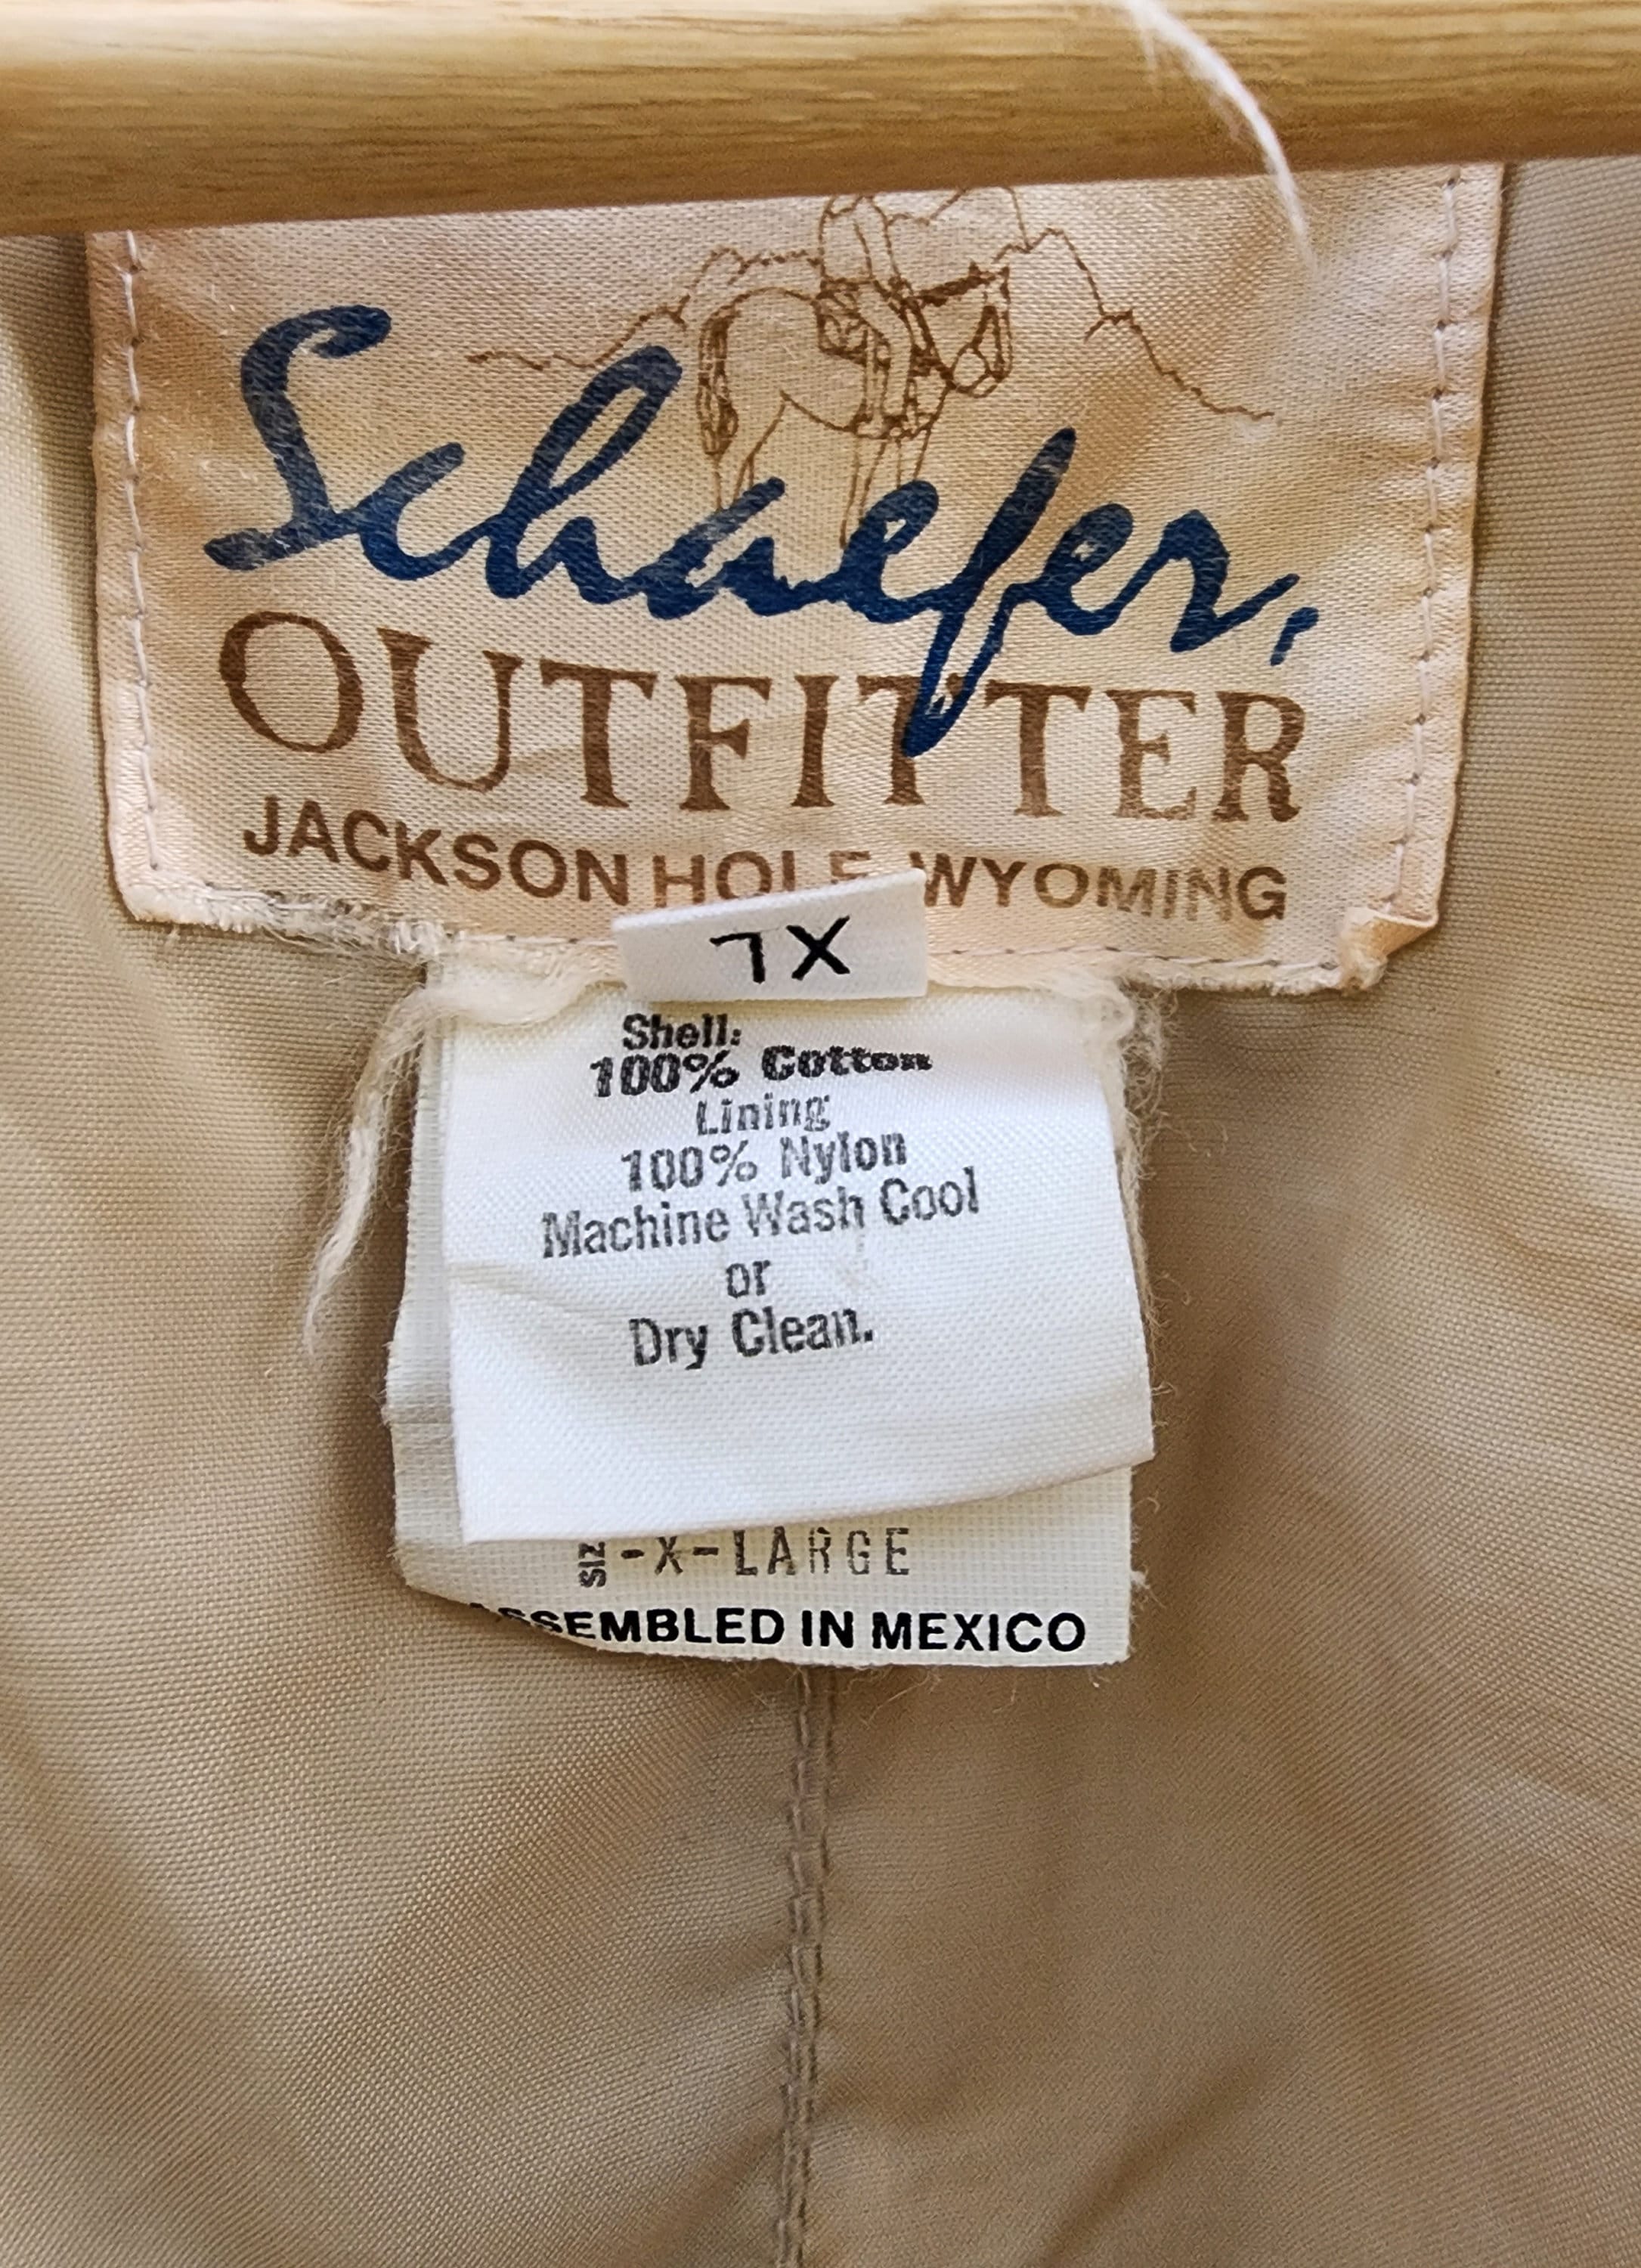 Schaefer,
OUTFITTER
JACKSON HOLE WYOMING
XL
Shell:
100% Cotton
Lining
100% Nylon
Machine Wash Cool
or
Dry Clean.
SIZ -X-LARGE
ASSEMBLED IN MEXICO